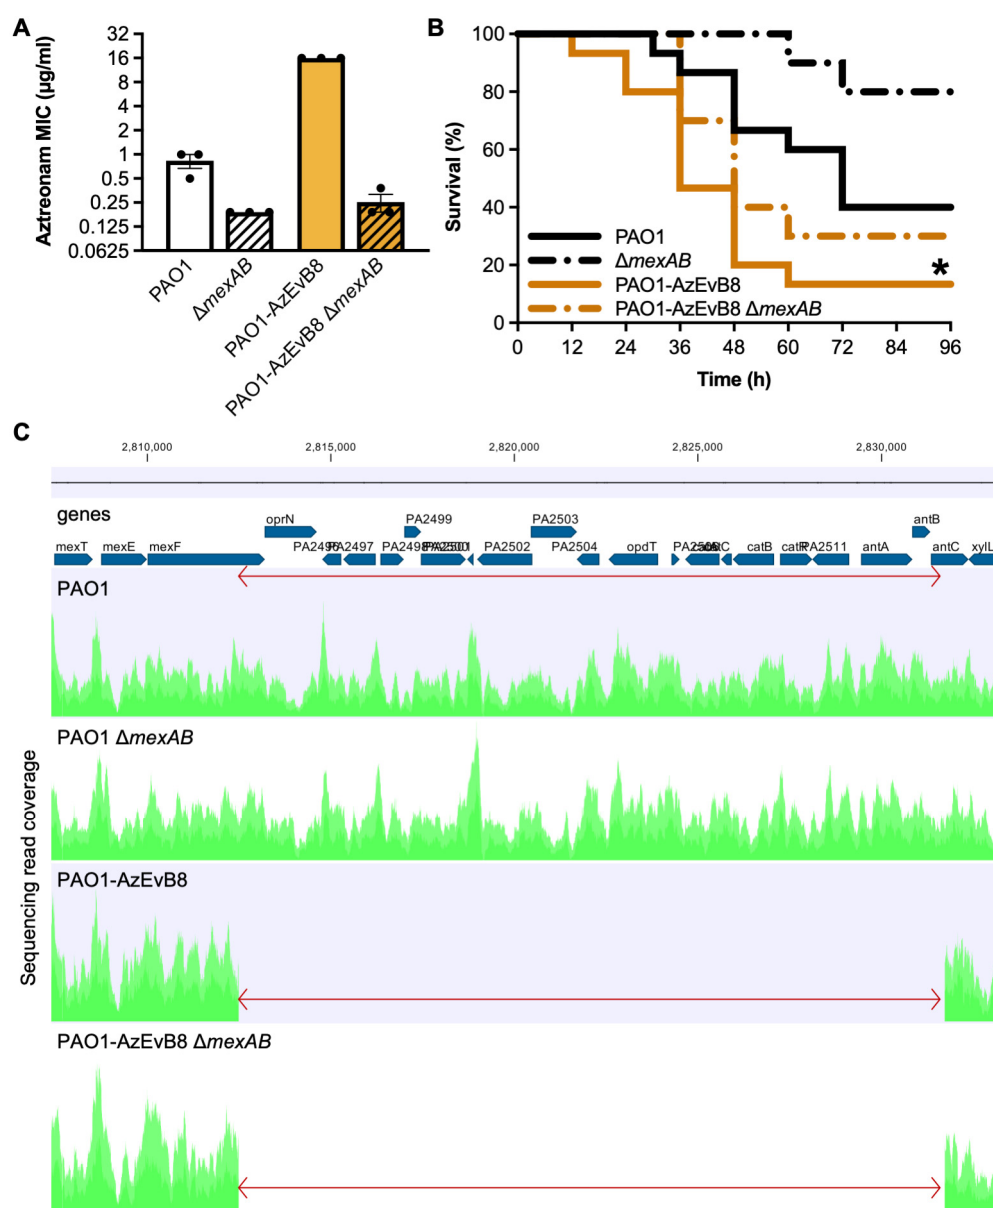 A
Aztreonam MIC (µg/ml)
32
16
8
4
2
1
0.5
0.25
0.125
0.0625
PAO1
ΔmexAB
PAO1-AzEvB8
PAO1-AzEvB8 ΔmexAB
B
Survival (%)
100
80
60
40
20
0
PAO1
ΔmexAB
PAO1-AzEvB8
PAO1-AzEvB8 ΔmexAB
*
0 12 24 36 48 60 72 84 96
Time (h)
C
2,810,000 2,815,000 2,820,000 2,825,000 2,830,000
genes
oprN PA2499 PA2503 antB
mexT mexE mexF PA2496 PA2497 PA2498 PA2502 PA2504 opdT catB catR PA2511 antA antC xylL
Sequencing read coverage
PAO1
PAO1 ΔmexAB
PAO1-AzEvB8
PAO1-AzEvB8 ΔmexAB